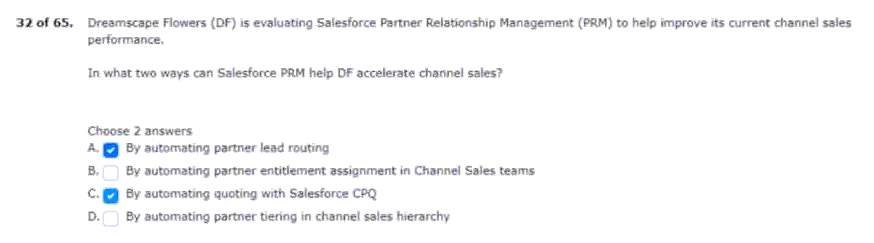 32 of 65. Dreamscape Flowers (DF) is evaluating Salesforce Partner Relationship Management (PRM) to help improve its current channel sales
performance.
In what two ways can Salesforce PRM help DF accelerate channel sales?
Choose 2 answers
A. By automating partner lead routing
B. By automating partner entitlement assignment in Channel Sales teams
C. By automating quoting with Salesforce CPQ
D. By automating partner tiering in channel sales hierarchy